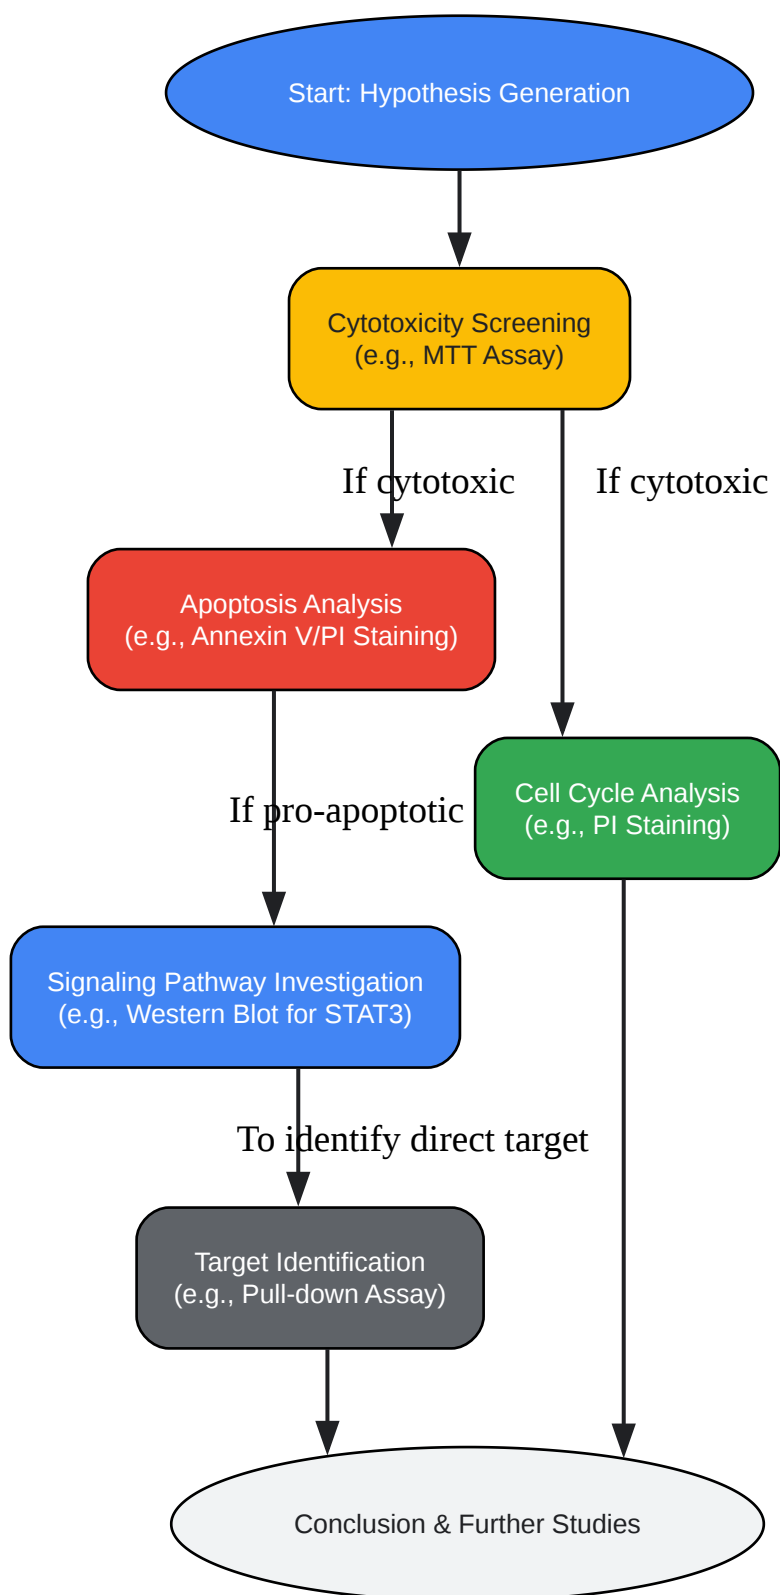 Start: Hypothesis Generation
Cytotoxicity Screening
(e.g., MTT Assay)
If cytotoxic
If cytotoxic
Apoptosis Analysis
(e.g., Annexin V/PI Staining)
If pro-apoptotic
Cell Cycle Analysis
(e.g., PI Staining)
Signaling Pathway Investigation
(e.g., Western Blot for STAT3)
To identify direct target
Target Identification
(e.g., Pull-down Assay)
Conclusion & Further Studies